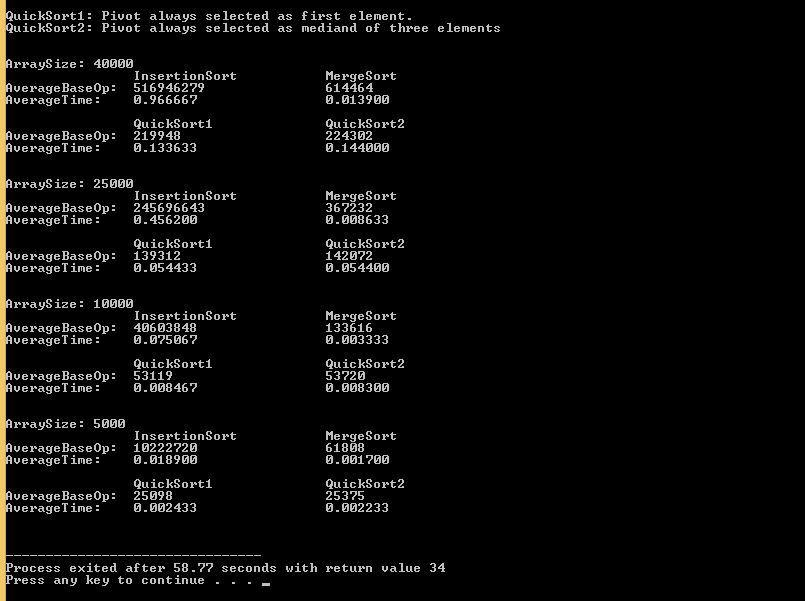 QuickSort1: Pivot always selected as first element.
QuickSort2: Pivot always selected as mediand of three elements
ArraySize: 40000
InsertionSort MergeSort
AverageBaseOp: 516946279 614464
AverageTime: 0.966667 0.013900
QuickSort1 QuickSort2
AverageBaseOp: 219948 224302
AverageTime: 0.133633 0.144000
ArraySize: 25000
InsertionSort MergeSort
AverageBaseOp: 245696643 367232
AverageTime: 0.456200 0.008633
QuickSort1 QuickSort2
AverageBaseOp: 139312 142072
AverageTime: 0.054433 0.054400
ArraySize: 10000
InsertionSort MergeSort
AverageBaseOp: 40603848 133616
AverageTime: 0.075067 0.003333
QuickSort1 QuickSort2
AverageBaseOp: 53119 53720
AverageTime: 0.008467 0.008300
ArraySize: 5000
InsertionSort MergeSort
AverageBaseOp: 10222720 61808
AverageTime: 0.018900 0.001700
QuickSort1 QuickSort2
AverageBaseOp: 25098 25375
AverageTime: 0.002433 0.002233
--------------------------------
Process exited after 58.77 seconds with return value 34
Press any key to continue . . . _